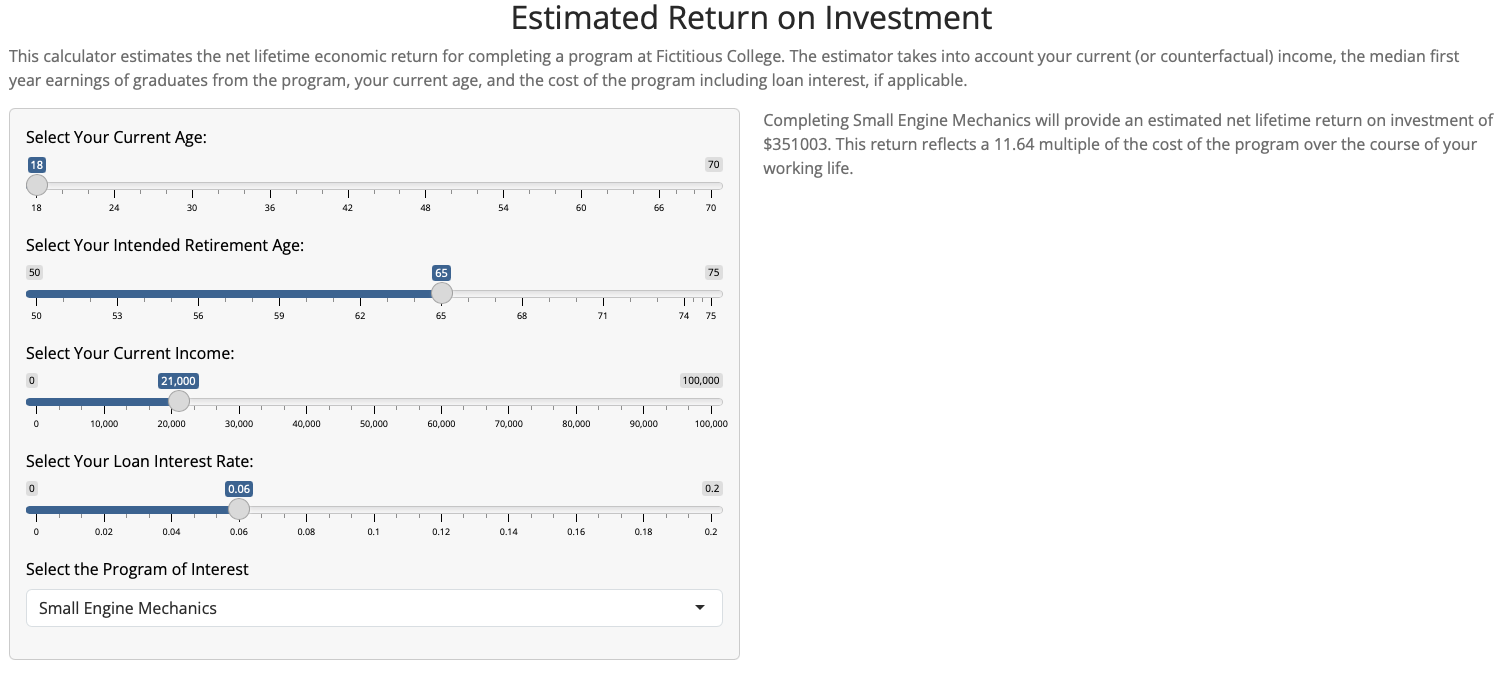 Estimated Return on Investment
This calculator estimates the net lifetime economic return for completing a program at Fictitious College. The estimator takes into account your current (or counterfactual) income, the median first
year earnings of graduates from the program, your current age, and the cost of the program including loan interest, if applicable.
Select Your Current Age:
18 70
18 24 30 36 42 48 54 60 66 70
Select Your Intended Retirement Age:
50 65 75
50 53 56 59 62 65 68 71 74 75
Select Your Current Income:
0 21,000 100,000
0 10,000 20,000 30,000 40,000 50,000 60,000 70,000 80,000 90,000 100,000
Select Your Loan Interest Rate:
0 0.06 0.2
0 0.02 0.04 0.06 0.08 0.1 0.12 0.14 0.16 0.18 0.2
Select the Program of Interest
Small Engine Mechanics
Completing Small Engine Mechanics will provide an estimated net lifetime return on investment of
$351003. This return reflects a 11.64 multiple of the cost of the program over the course of your
working life.